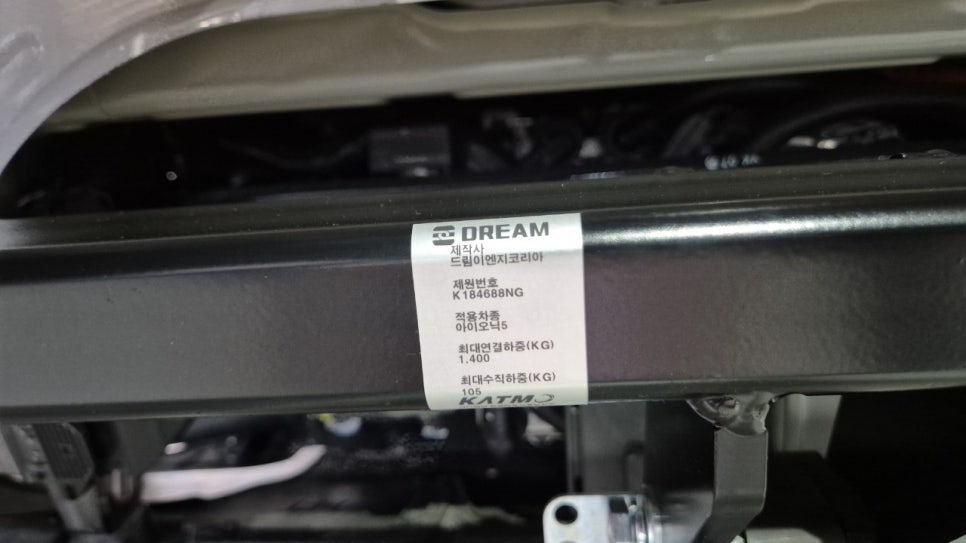 DREAM
제작사
드림이엔지코리아
제원번호
K184688NG
적용차종
아이오닉5
최대연결하중(KG)
1,400
최대수직하중(KG)
105
KATMO